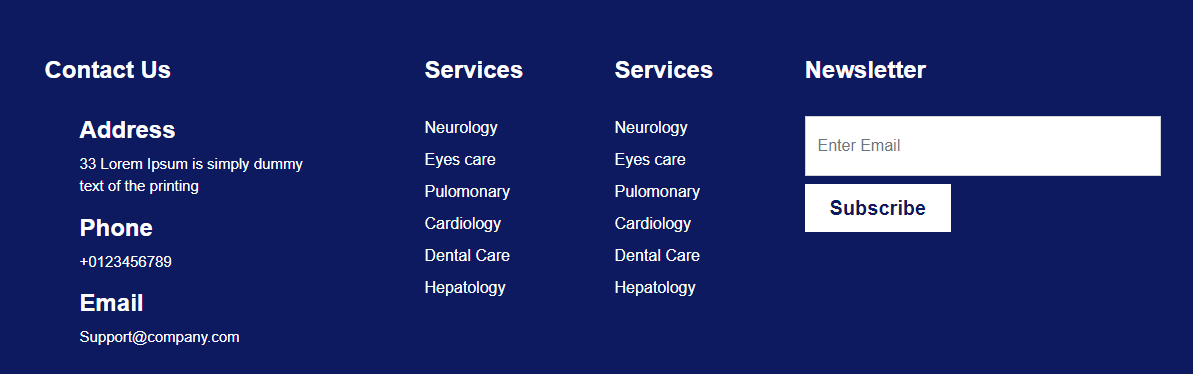 Contact Us
Address
33 Lorem Ipsum is simply dummy
text of the printing
Phone
+0123456789
Email
Support@company.com
Services
Neurology
Eyes care
Pulomonary
Cardiology
Dental Care
Hepatology
Services
Neurology
Eyes care
Pulomonary
Cardiology
Dental Care
Hepatology
Newsletter
Enter Email
Subscribe